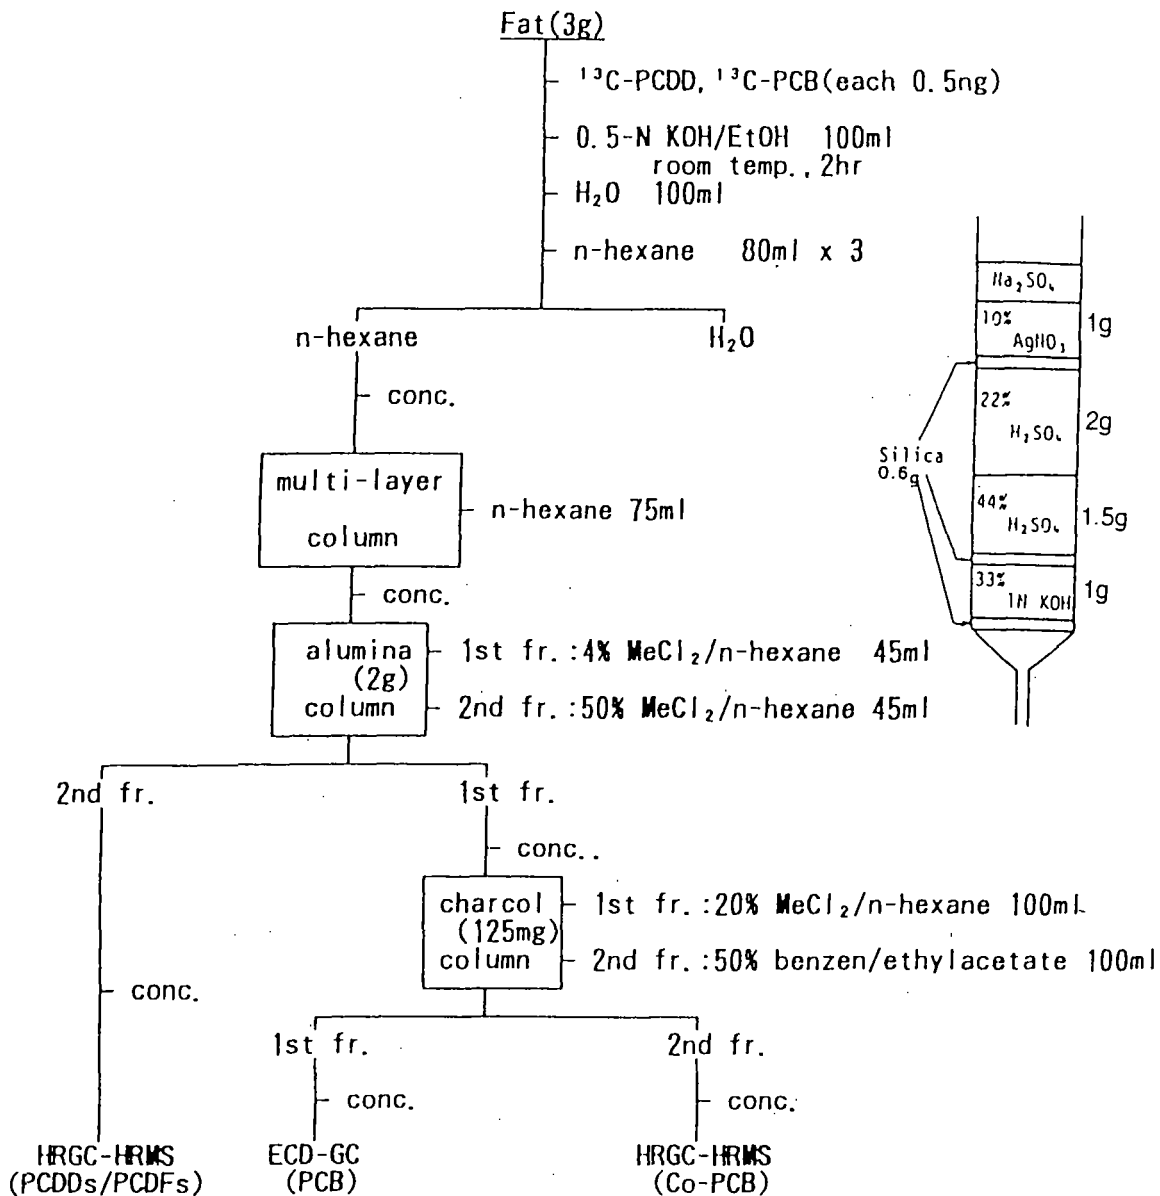 Fat(3g)
¹³C-PCDD, ¹³C-PCB(each 0.5ng)
0.5-N KOH/EtOH 100ml
room temp., 2hr
H₂O 100ml
n-hexane 80ml x 3
n-hexane
H₂O
conc.
multi-layer
column
n-hexane 75ml
conc.
alumina
(2g)
column
1st fr.:4% MeCl₂/n-hexane 45ml
2nd fr.:50% MeCl₂/n-hexane 45ml
2nd fr.
1st fr.
conc..
charcol
(125mg)
column
1st fr.:20% MeCl₂/n-hexane 100ml
2nd fr.:50% benzen/ethylacetate 100ml
conc.
1st fr.
2nd fr.
conc.
conc.
HRGC-HRMS
(PCDDs/PCDFs)
ECD-GC
(PCB)
HRGC-HRMS
(Co-PCB)
Na₂SO₄
10%
AgNO₃
1g
22%
H₂SO₄
2g
Silica
0.6g
44%
H₂SO₄
1.5g
33%
1N KOH
1g